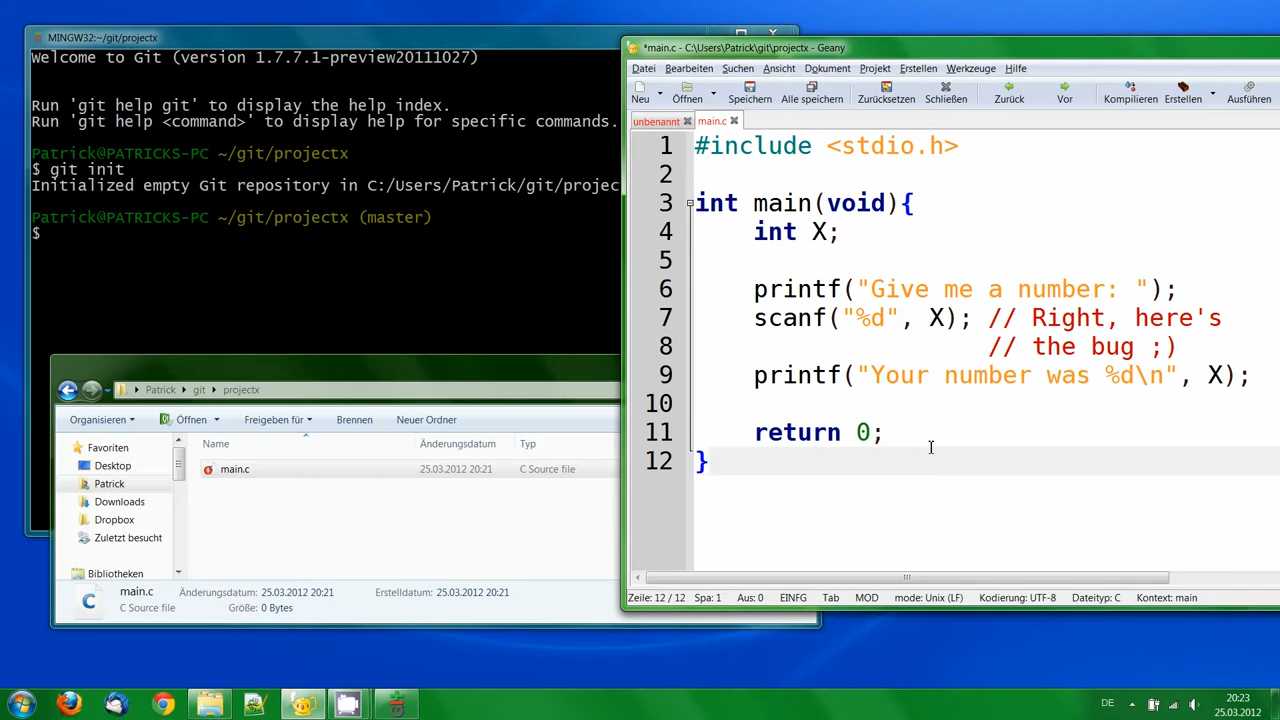 MINGW32:~/git/projectx
Welcome to Git (version 1.7.7.1-preview20111027)
Run 'git help git' to display the help index.
Run 'git help <command>' to display help for specific commands.
Patrick@PATRICKS-PC ~/git/projectx
$ git init
Initialized empty Git repository in C:/Users/Patrick/git/projec
Patrick@PATRICKS-PC ~/git/projectx (master)
$
Patrick git projectx
Organisieren Öffnen Freigeben für Brennen Neuer Ordner
Favoriten
Desktop
Patrick
Downloads
Dropbox
Zuletzt besucht
Bibliotheken
Name Änderungsdatum Typ
main.c 25.03.2012 20:21 C Source file
main.c Änderungsdatum: 25.03.2012 20:21 Erstelldatum: 25.03.2012 20:21
C Source file Größe: 0 Bytes
*main.c - C:\Users\Patrick\git\projectx - Geany
Datei Bearbeiten Suchen Ansicht Dokument Projekt Erstellen Werkzeuge Hilfe
Neu Öffnen Speichern Alle speichern Zurücksetzen Schließen Zurück Vor Kompilieren Erstellen Ausführen
unbenannt main.c
1 #include <stdio.h>
2
3 int main(void){
4 int X;
5
6 printf("Give me a number: ");
7 scanf("%d", X); // Right, here's
8 // the bug ;)
9 printf("Your number was %d\n", X);
10
11 return 0;
12 }
Zeile: 12 / 12 Spa: 1 Aus: 0 EINFG Tab MOD mode: Unix (LF) Kodierung: UTF-8 Dateityp: C Kontext: main
DE
20:23
25.03.2012